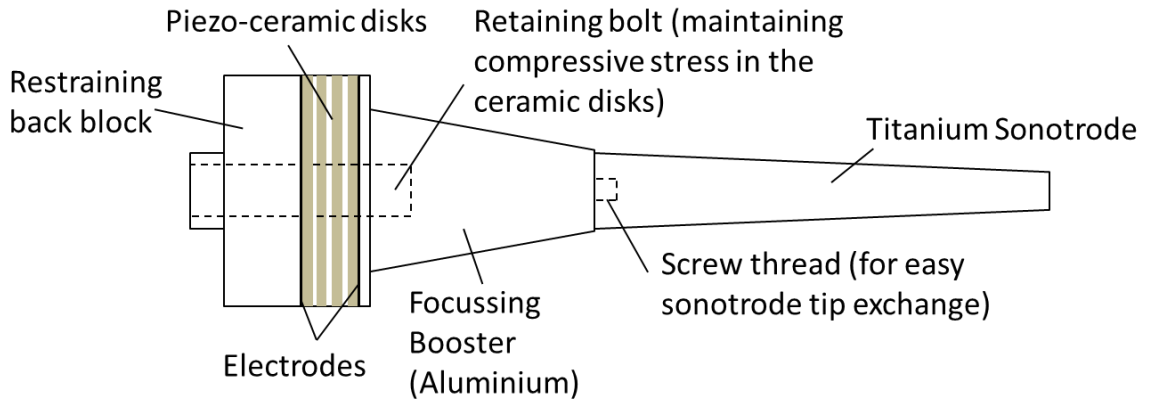 Piezo-ceramic disks
Retaining bolt (maintaining
compressive stress in the
ceramic disks)
Restraining
back block
Titanium Sonotrode
Screw thread (for easy
sonotrode tip exchange)
Focussing
Booster
(Aluminium)
Electrodes